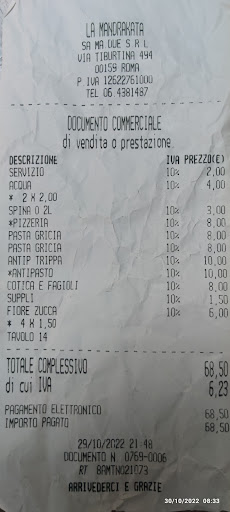 LA MANDRAKATA
SA.MA.DUE S.R.L.
VIA TIBURTINA 494
00159 ROMA
P IVA 12622761000
TEL 06.4381487
DOCUMENTO COMMERCIALE
di vendita o prestazione
DESCRIZIONE IVA PREZZO(€)
SERVIZIO 10% 2,00
ACQUA 10% 4,00
* 2 X 2,00
SPINA 0 2L 10% 3,00
*PIZZERIA 10% 8,00
PASTA GRICIA 10% 8,00
PASTA GRICIA 10% 8,00
ANTIP TRIPPA 10% 10,00
*ANTIPASTO 10% 10,00
COTICA E FAGIOLI 10% 8,00
SUPPLI 10% 1,50
FIORE ZUCCA 10% 6,00
* 4 X 1,50
TAVOLO 14
TOTALE COMPLESSIVO 68,50
di cui IVA 6,23
PAGAMENTO ELETTRONICO 68,50
IMPORTO PAGATO 68,50
29/10/2022 21:48
DOCUMENTO N. 0769-0006
RT 8AMTN021073
ARRIVEDERCI E GRAZIE
30/10/2022 08:33